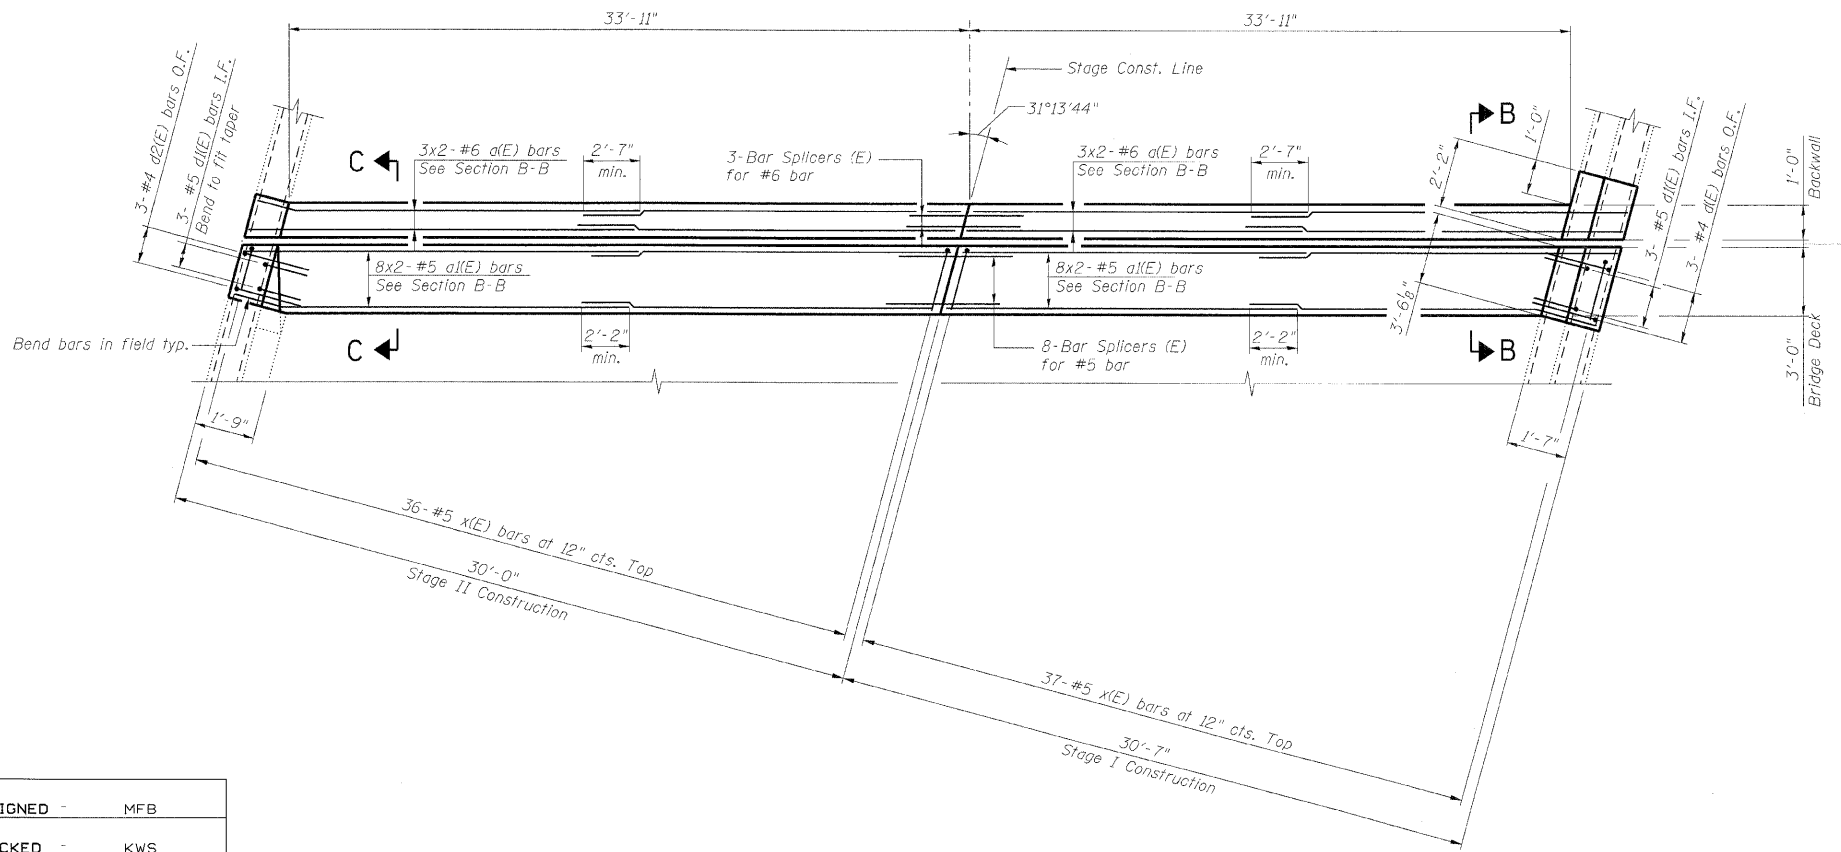 33'-11"
33'-11"
Stage Const. Line
31°13'44"
3- #4 d2(E) bars O.F.
3- #5 d1(E) bars I.F.
Bend to fit taper
C
3x2- #6 a(E) bars
See Section B-B
2'-7"
min.
3-Bar Splicers (E)
for #6 bar
3x2- #6 a(E) bars
See Section B-B
2'-7"
min.
B
2'-2"
1'-0"
3- #5 d1(E) bars I.F.
3- #4 d(E) bars O.F.
1'-0"
Backwall
8x2- #5 a1(E) bars
See Section B-B
8x2- #5 a1(E) bars
See Section B-B
Bend bars in field typ.
C
2'-2"
min.
8-Bar Splicers (E)
for #5 bar
2'-2"
min.
B
3'-0"
Bridge Deck
1'-9"
1'-7"
36-#5 x(E) bars at 12" cts. Top
30'-0"
Stage II Construction
37-#5 x(E) bars at 12" cts. Top
30'-7"
Stage I Construction
IGNED - MFB
CKED - KWS